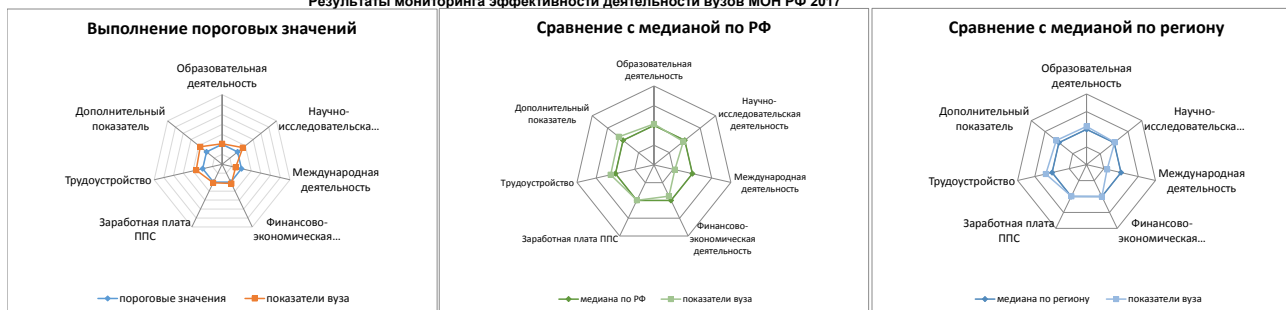 Результаты мониторинга эффективности деятельности вузов МОН РФ 2017
Выполнение пороговых значений
Образовательная
деятельность
Научно-
исследовательска...
Международная
деятельность
Финансово-
экономическая...
Заработная плата
ППС
Трудоустройство
Дополнительный
показатель
пороговые значения
показатели вуза
Сравнение с медианой по РФ
Образовательная
деятельность
Научно-
исследовательская
деятельность
Международная
деятельность
Финансово-
экономическая
деятельность
Заработная плата ППС
Трудоустройство
Дополнительный
показатель
медиана по РФ
показатели вуза
Сравнение с медианой по региону
Образовательная
деятельность
Научно-
исследовательска...
Международная
деятельность
Финансово-
экономическая...
Заработная плата
ППС
Трудоустройство
Дополнительный
показатель
медиана по региону
показатели вуза